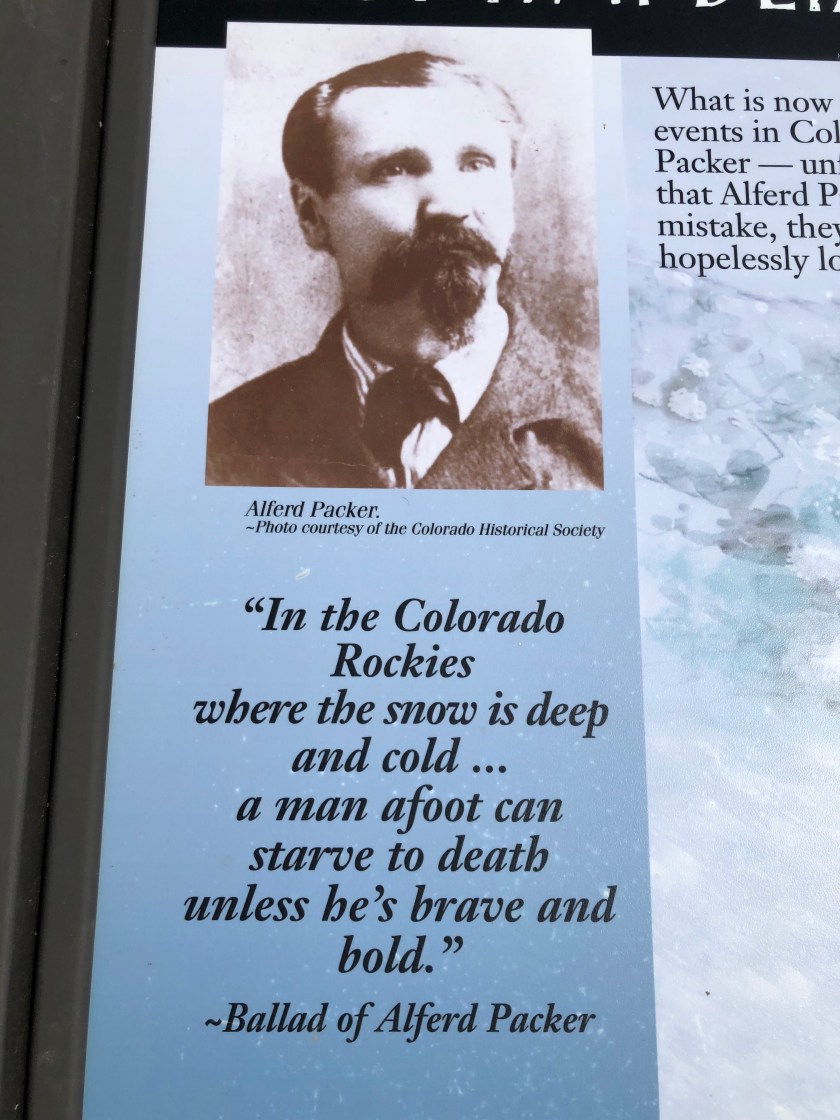 What is now
events in Col
Packer — un
that Alferd P
mistake, they
hopelessly lo
Alferd Packer.
~Photo courtesy of the Colorado Historical Society
“In the Colorado
Rockies
where the snow is deep
and cold ...
a man afoot can
starve to death
unless he’s brave and
bold.”
~Ballad of Alferd Packer